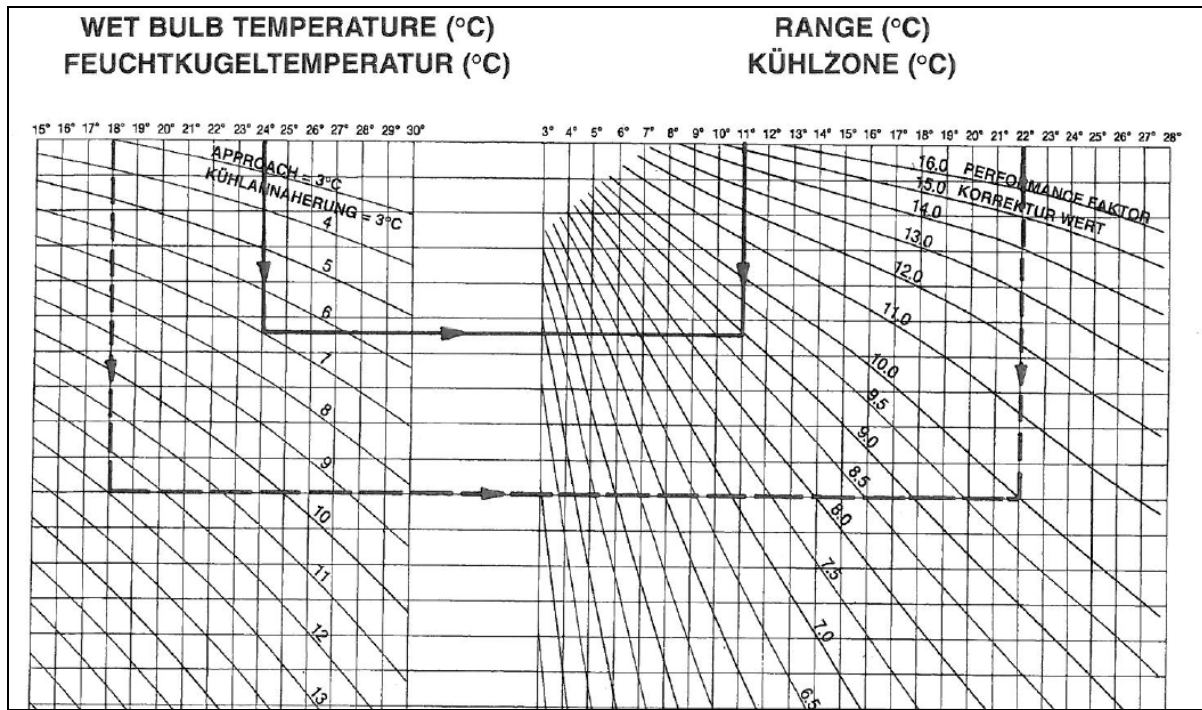 WET BULB TEMPERATURE (°C)
FEUCHTKUGELTEMPERATUR (°C)
RANGE (°C)
KÜHLZONE (°C)
15° 16° 17° 18° 19° 20° 21° 22° 23° 24° 25° 26° 27° 28° 29° 30°
3° 4° 5° 6° 7° 8° 9° 10° 11° 12° 13° 14° 15° 16° 17° 18° 19° 20° 21° 22° 23° 24° 25° 26° 27° 28°
APPROACH = 3°C
KÜHLANNAHERUNG = 3°C
4
5
6
7
8
9
10
11
12
13
16.0 PERFORMANCE FAKTOR
15.0 KORREKTUR WERT
14.0
13.0
12.0
11.0
10.0
9.5
9.0
8.5
8.0
7.5
7.0
6.5